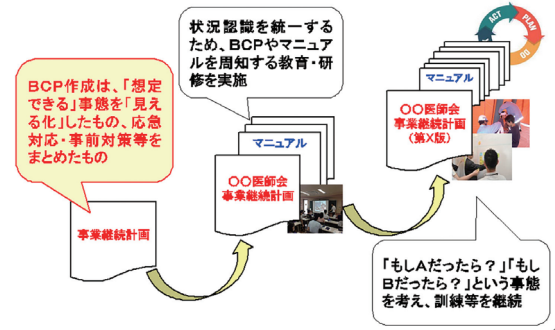 BCP作成は、「想定
できる」事態を「見え
る化」したもの、応急
対応・事前対策等を
まとめたもの
事業継続計画
状況認識を統一する
ため、BCPやマニュア
ルを周知する教育・研
修を実施
マニュアル
〇〇医師会
事業継続計画
ACT
PLAN
DO
マニュアル
〇〇医師会
事業継続計画
(第X版)
「もしAだったら？」「もし
Bだったら？」という事態
を考え、訓練等を継続